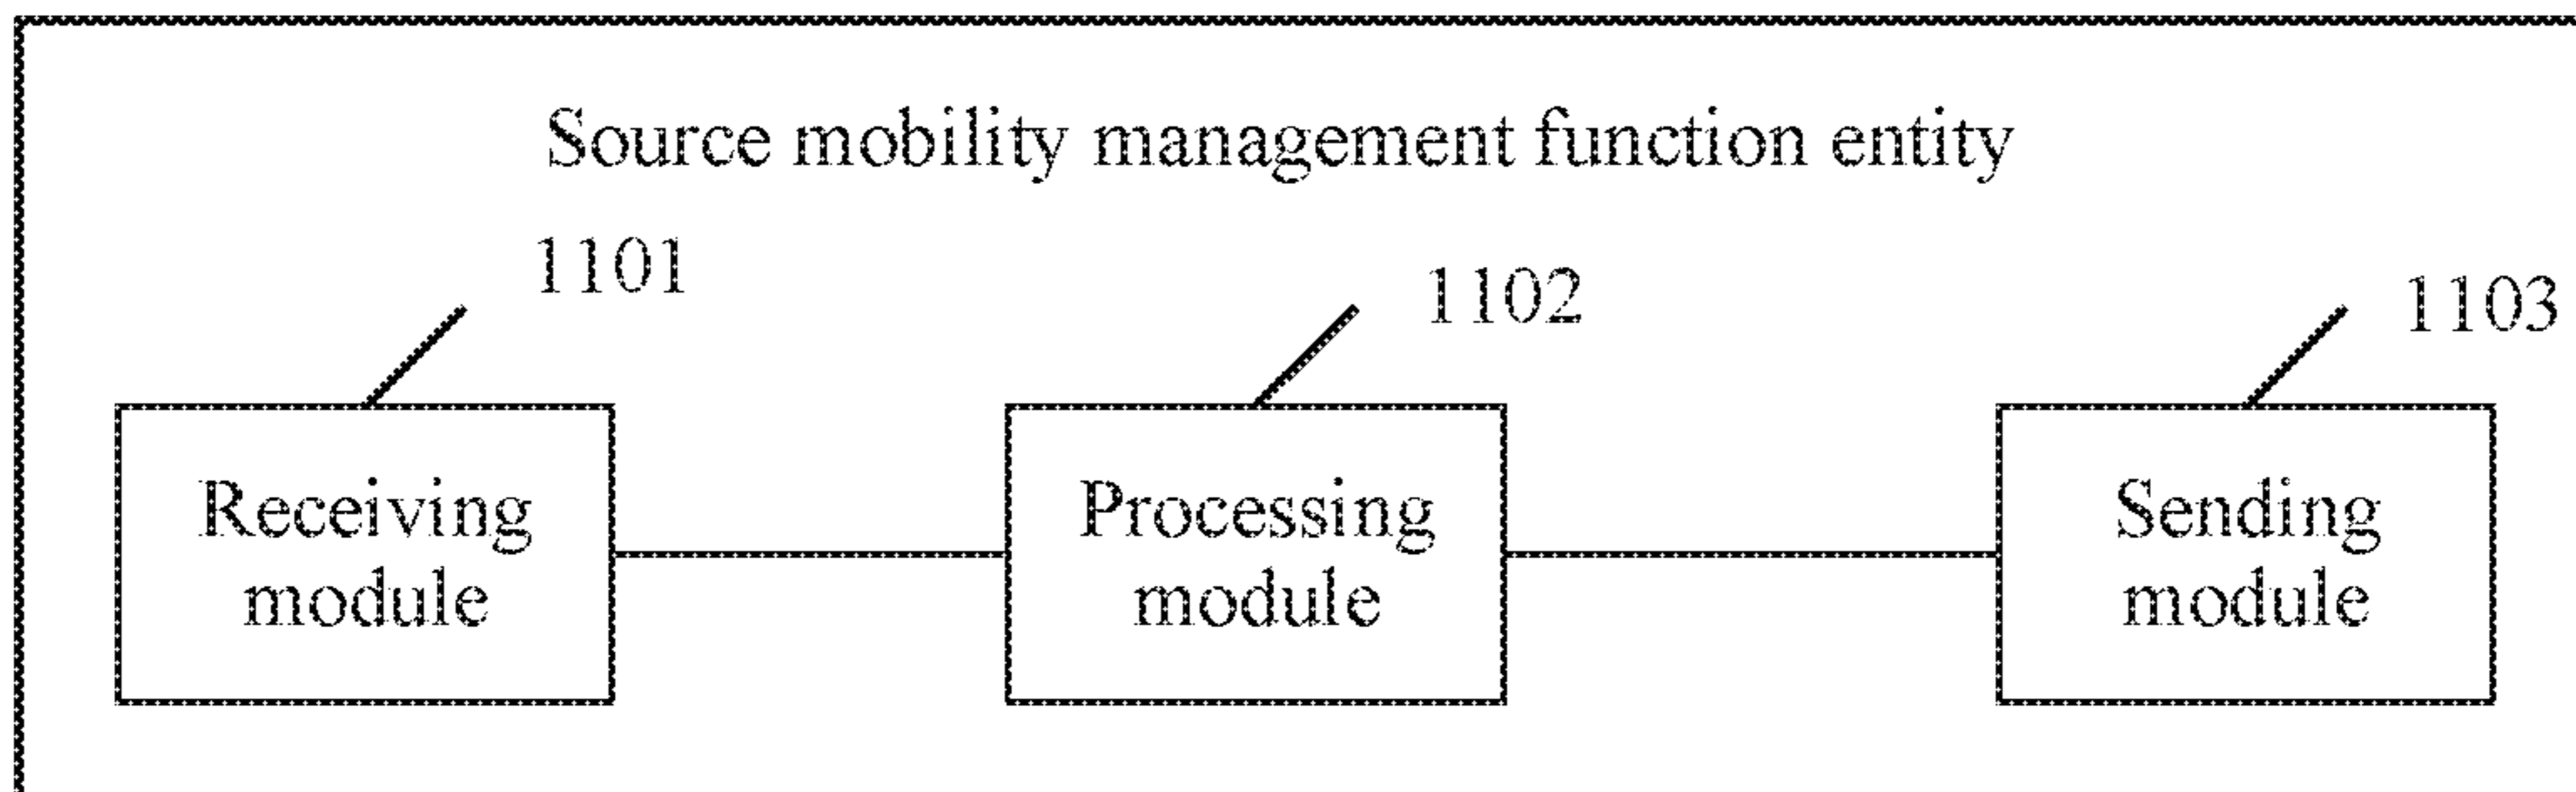 Source mobility management function entity
1101
1102
1103
Receiving
module
Processing
module
Sending
module